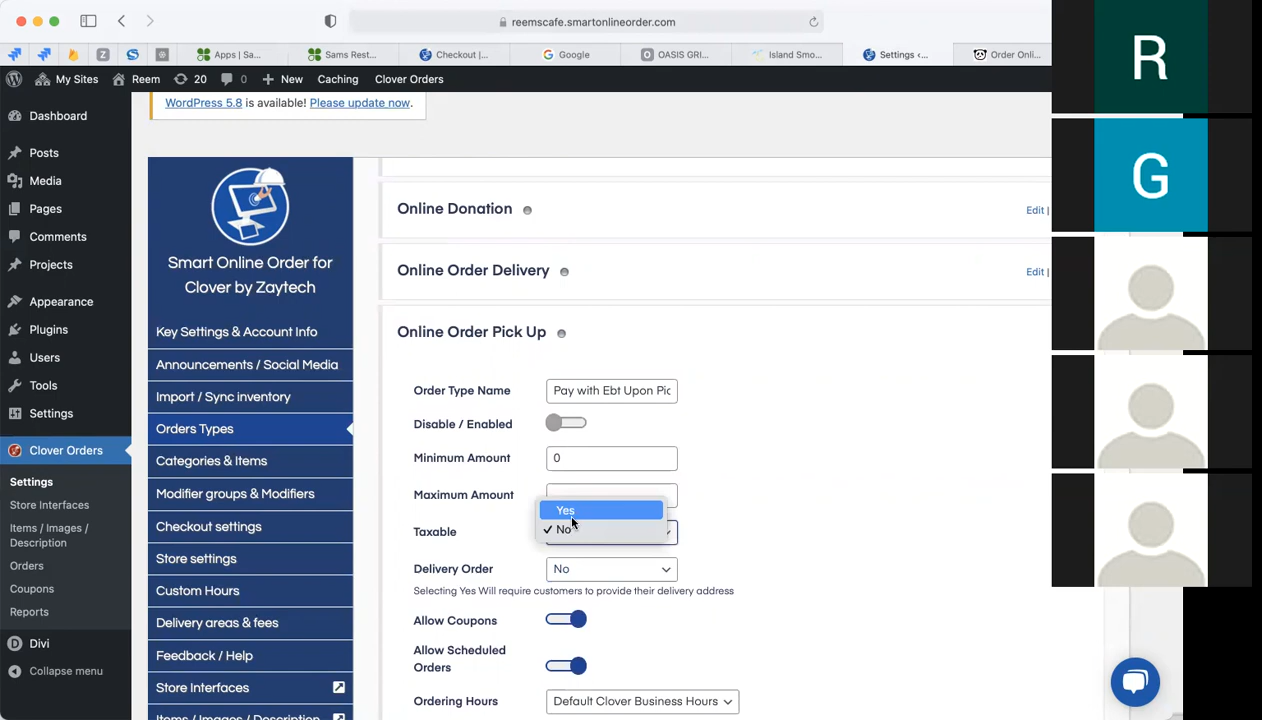 reemscafe.smartonlineorder.com
Z
S
Apps | Sa...
Sams Rest...
Checkout |...
G
Google
O
OASIS GRI...
Island Smo...
Settings ‹...
Order Onli...
My Sites
Reem
20
0
New
Caching
Clover Orders
WordPress 5.8 is available! Please update now.
Dashboard
Posts
Media
Pages
Comments
Projects
Appearance
Plugins
Users
Tools
Settings
Clover Orders
Settings
Store Interfaces
Items / Images /
Description
Orders
Coupons
Reports
Divi
Collapse menu
Smart Online Order for
Clover by Zaytech
Key Settings & Account Info
Announcements / Social Media
Import / Sync inventory
Orders Types
Categories & Items
Modifier groups & Modifiers
Checkout settings
Store settings
Custom Hours
Delivery areas & fees
Feedback / Help
Store Interfaces
Items / Images / Description
Online Donation
Edit |
Online Order Delivery
Edit |
Online Order Pick Up
Order Type Name
Pay with Ebt Upon Pic
Disable / Enabled
Minimum Amount
0
Maximum Amount
Yes
Taxable
No
Delivery Order
No
Selecting Yes Will require customers to provide their delivery address
Allow Coupons
Allow Scheduled
Orders
Ordering Hours
Default Clover Business Hours
R
G